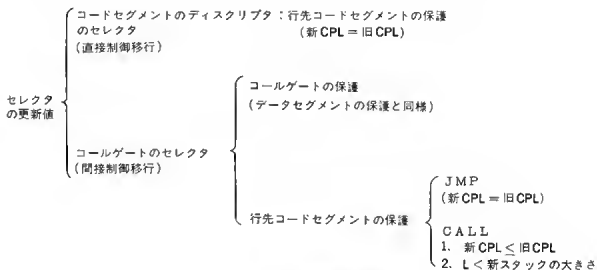 コードセグメントのディスクリプタ：行先コードセグメントの保護
のセレクタ （新CPL＝旧CPL）
（直接制御移行）
セレクタ
の更新値
コールゲートの保護
（データセグメントの保護と同様）
コールゲートのセレクタ
（間接制御移行）
行先コードセグメントの保護
JMP
（新CPL＝旧CPL）
CALL
1. 新CPL≦旧CPL
2. L＜新スタックの大きさ